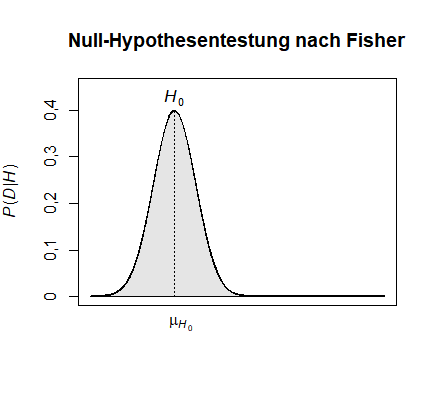 Null-Hypothesentestung nach Fisher
H₀
P(D|H)
0,4
0,3
0,2
0,1
0
μH₀